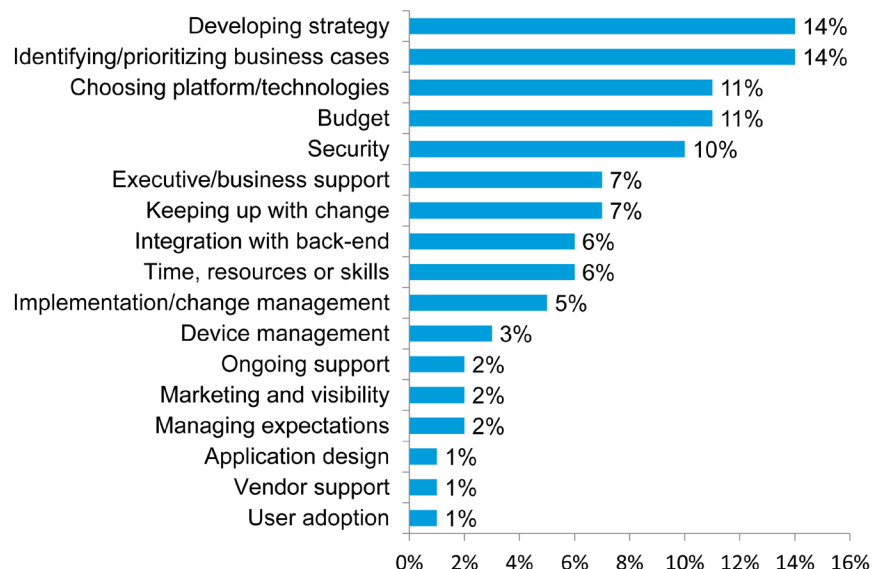 Developing strategy 14%
Identifying/prioritizing business cases 14%
Choosing platform/technologies 11%
Budget 11%
Security 10%
Executive/business support 7%
Keeping up with change 7%
Integration with back-end 6%
Time, resources or skills 6%
Implementation/change management 5%
Device management 3%
Ongoing support 2%
Marketing and visibility 2%
Managing expectations 2%
Application design 1%
Vendor support 1%
User adoption 1%
0% 2% 4% 6% 8% 10% 12% 14% 16%